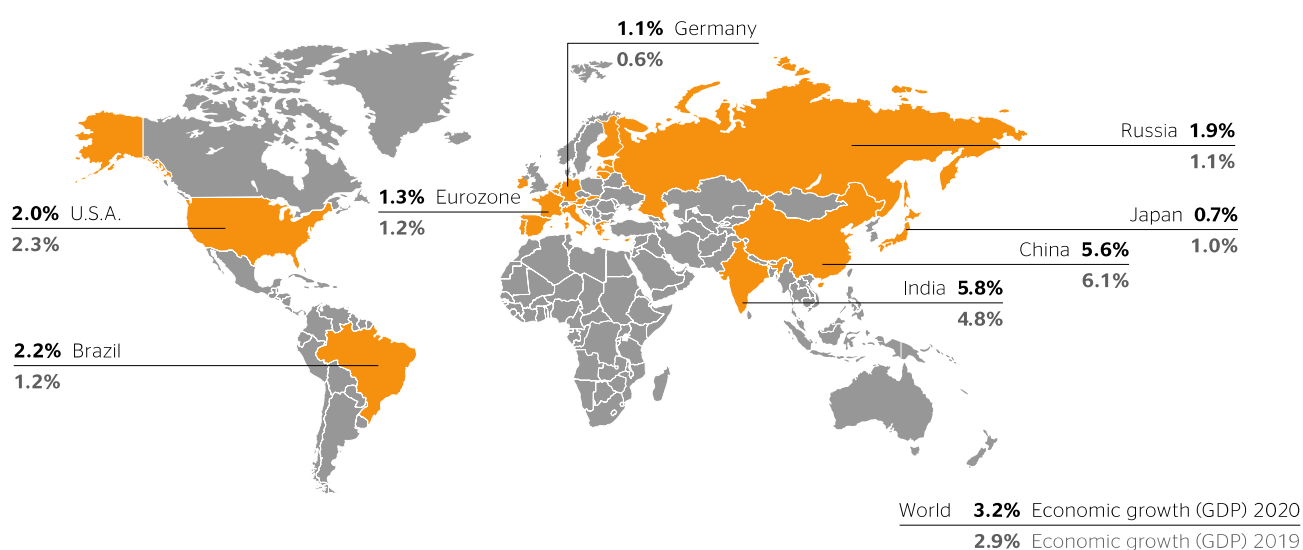 1.1% Germany
0.6%
Russia 1.9%
1.1%
1.3% Eurozone
1.2%
2.0% U.S.A.
2.3%
Japan 0.7%
1.0%
China 5.6%
6.1%
India 5.8%
4.8%
2.2% Brazil
1.2%
World 3.2% Economic growth (GDP) 2020
2.9% Economic growth (GDP) 2019